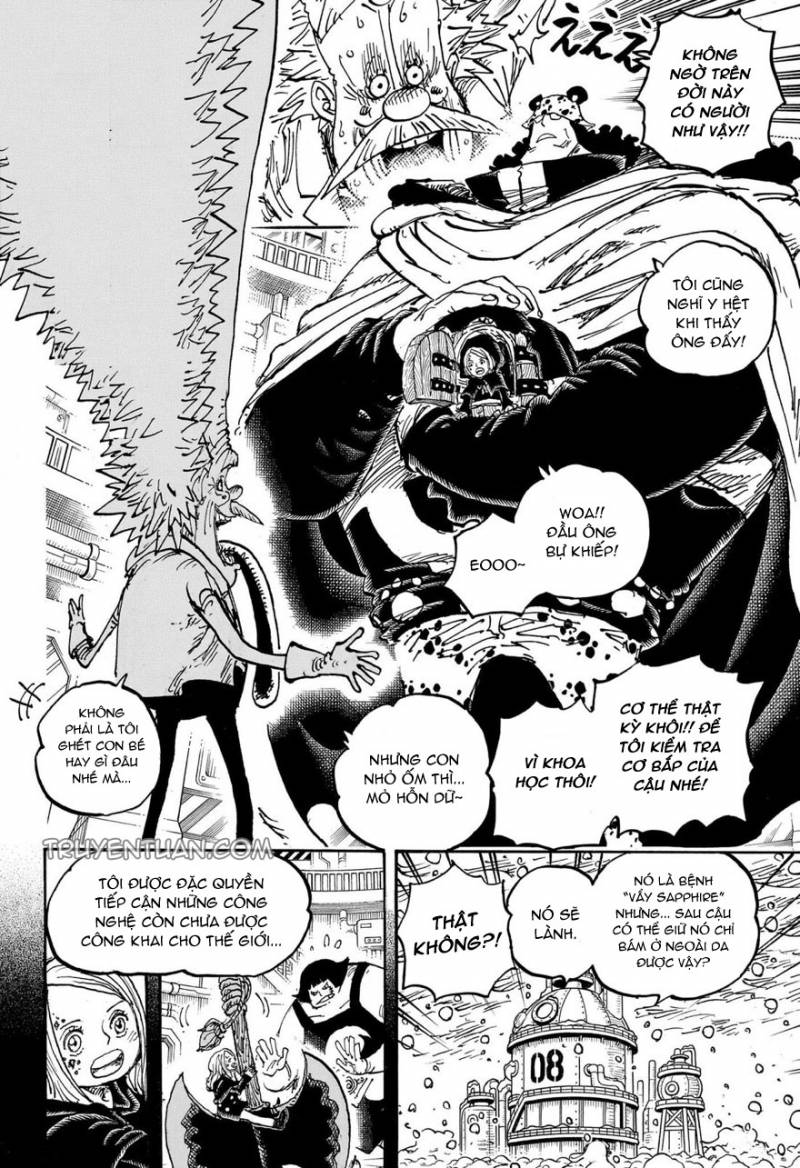 えええ
KHÔNG
NGỜ TRÊN
ĐỜI NÀY
CÓ NGƯỜI
NHƯ VẬY!!
TÔI CŨNG
NGHĨ Y HỆT
KHI THẤY
ÔNG ĐẤY!
WOA!!
ĐẦU ÔNG
BỰ KHIẾP!
EOOO~
CƠ THỂ THẬT
KỲ KHÔI!! ĐỂ
TÔI KIỂM TRA
CƠ BẮP CỦA
CẬU NHÉ!
VÌ KHOA
HỌC THÔI!
NHƯNG CON
NHỎ ỐM THÌ...
MỎ HỖN DỮ~
KHÔNG
PHẢI LÀ TÔI
GHÉT CON BÉ
HAY GÌ ĐÂU
NHÉ MÀ...
TRUYENTUAN.COM
NÓ LÀ BỆNH
“VẢY SAPPHIRE”
NHƯNG... SAU CẬU
CÓ THỂ GIỮ NÓ CHỈ
BÁM Ở NGOÀI DA
ĐƯỢC VẬY?
NÓ SẼ
LÀNH.
THẬT
KHÔNG?!
08
TÔI ĐƯỢC ĐẶC QUYỀN
TIẾP CẬN NHỮNG CÔNG
NGHỆ CÒN CHƯA ĐƯỢC
CÔNG KHAI CHO THẾ GIỚI...